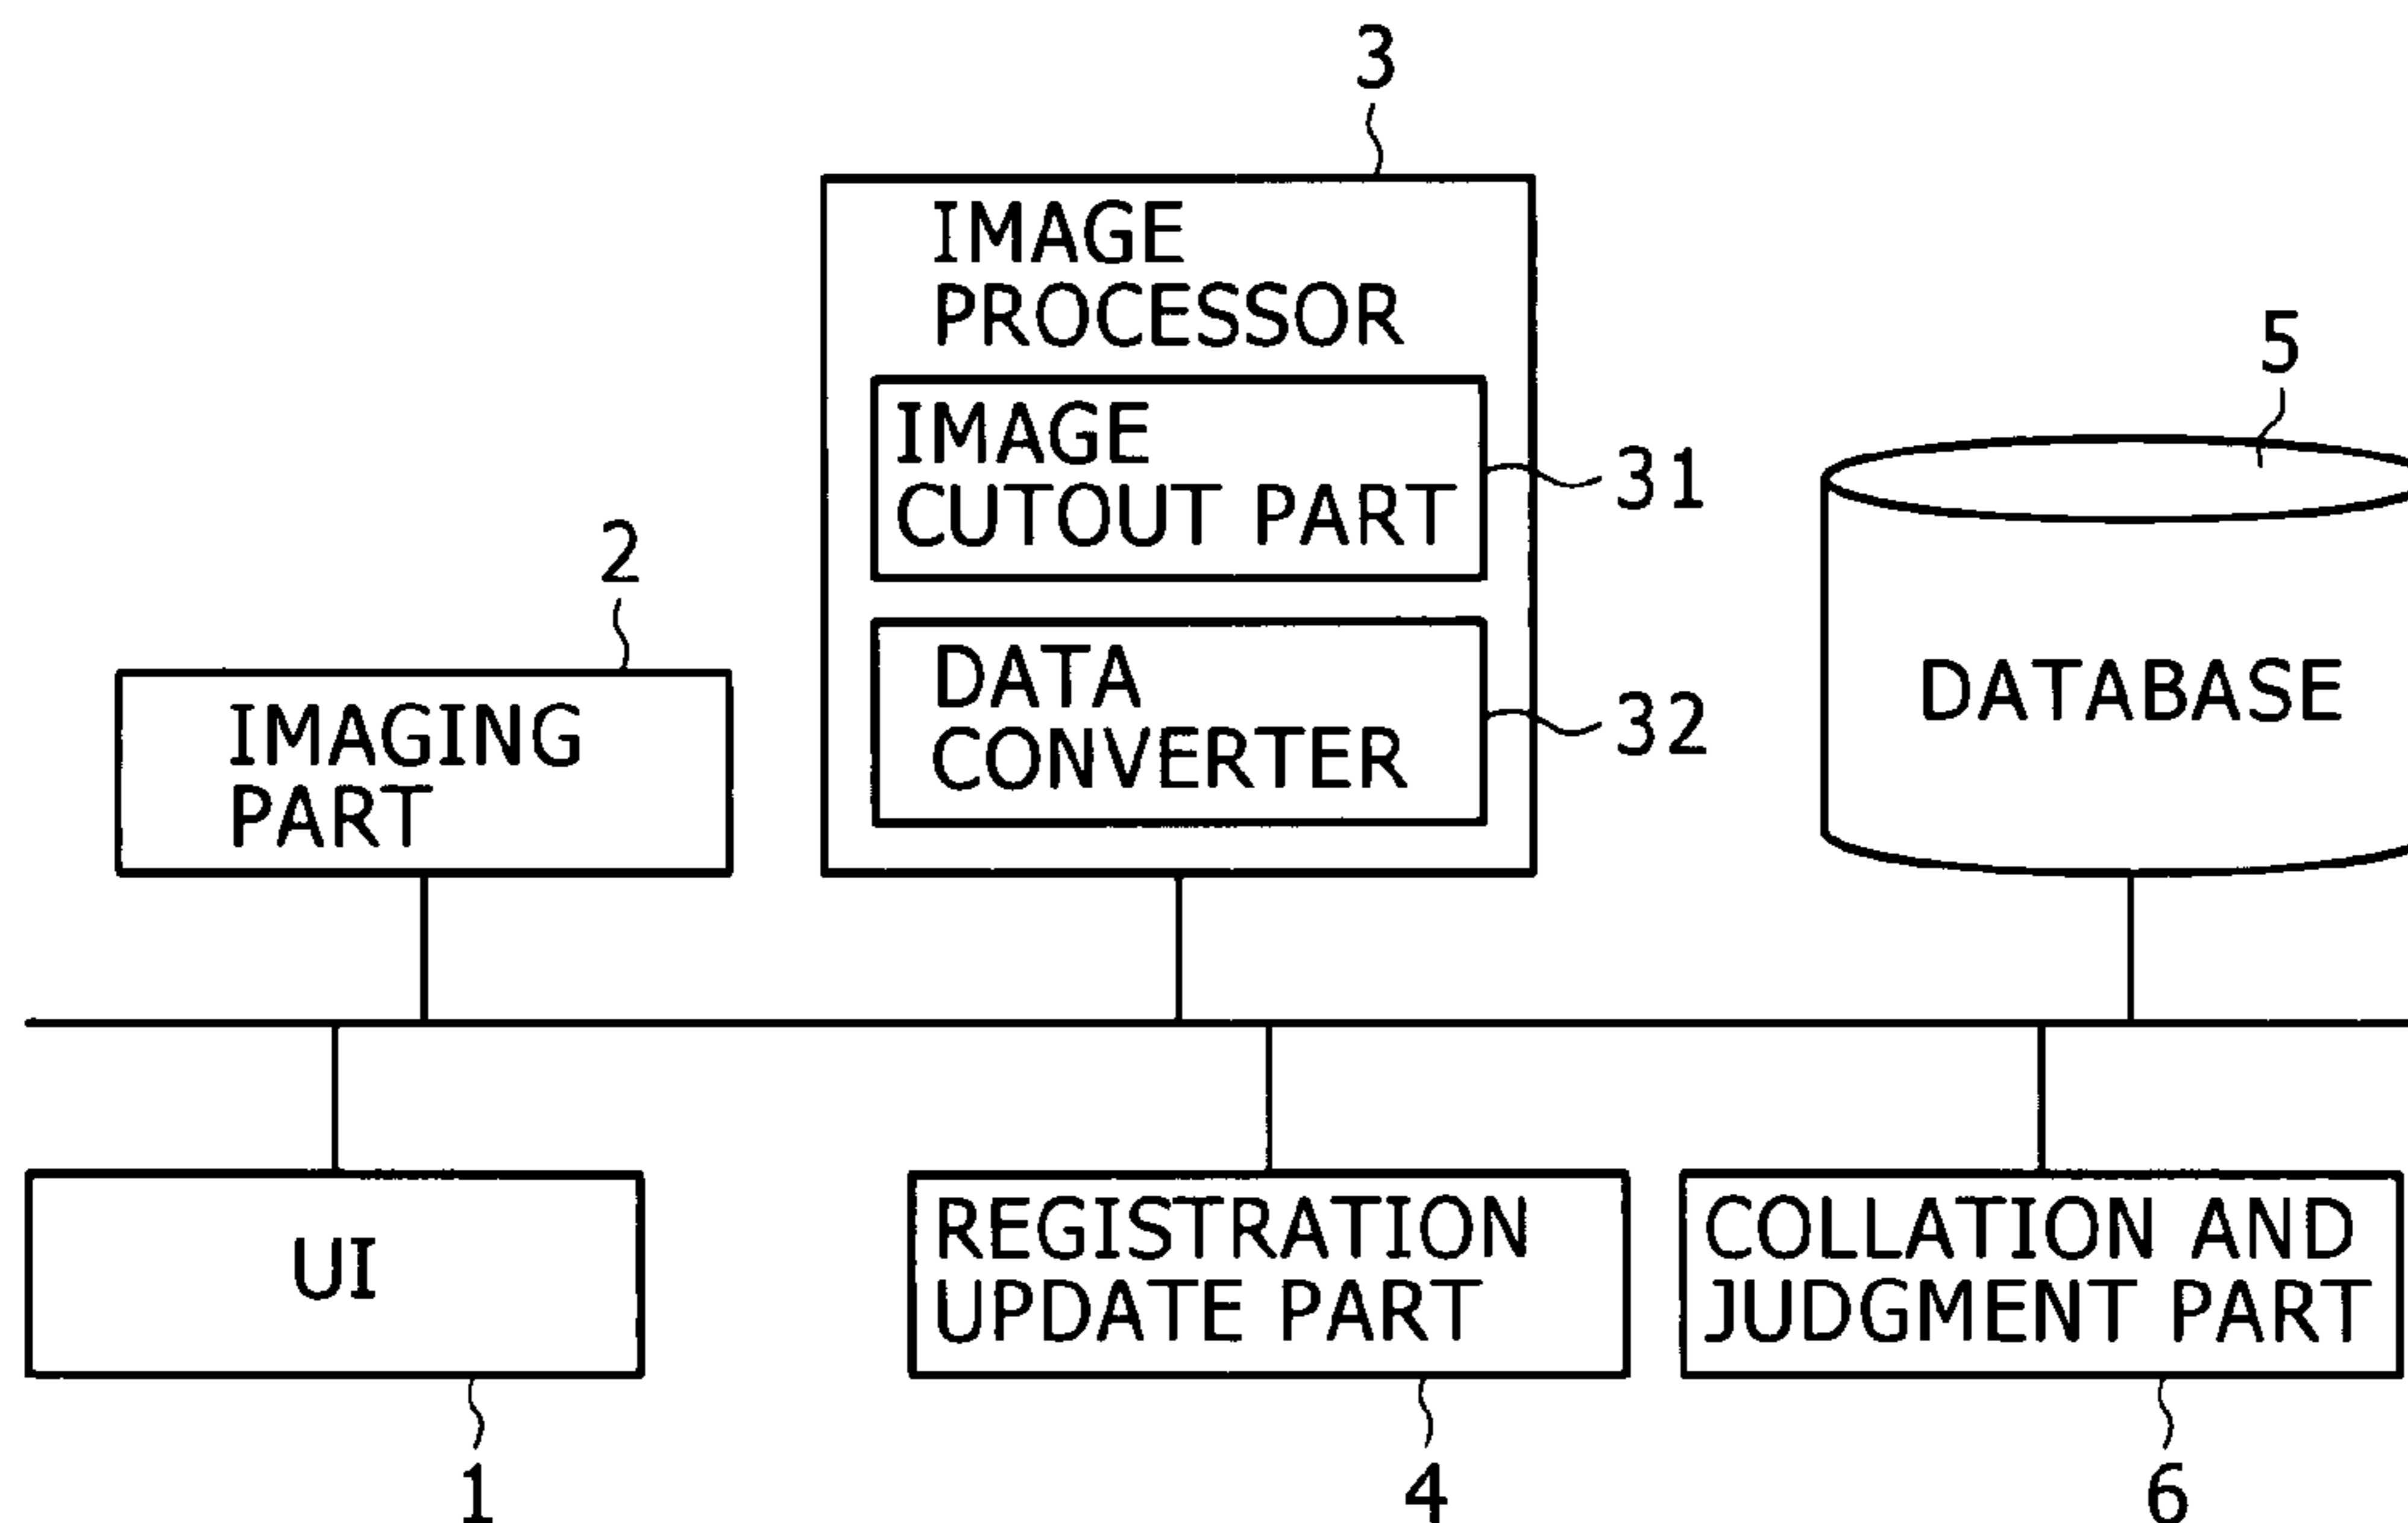 3
IMAGE
PROCESSOR
IMAGE
CUTOUT PART
31
DATA
CONVERTER
32
5
DATABASE
2
IMAGING
PART
UI
1
REGISTRATION
UPDATE PART
4
COLLATION AND
JUDGMENT PART
6